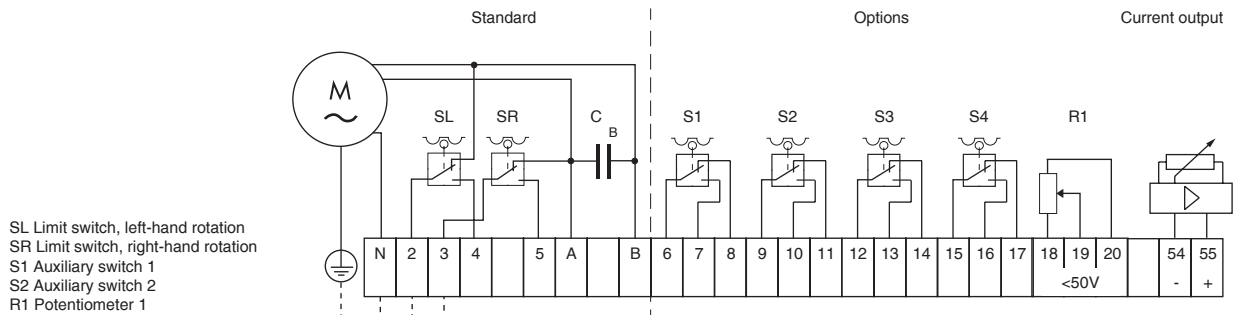 Standard Options Current output
M
SL SR C B S1 S2 S3 S4 R1
SL Limit switch, left-hand rotation
SR Limit switch, right-hand rotation
S1 Auxiliary switch 1
S2 Auxiliary switch 2
R1 Potentiometer 1
N 2 3 4 5 A B 6 7 8 9 10 11 12 13 14 15 16 17 18 19 20 54 55
<50V - +